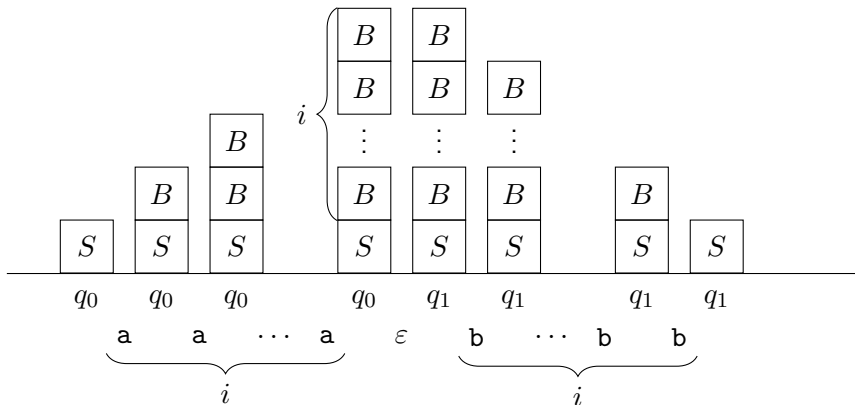 B B
B B B
i
B ⋮ ⋮ ⋮
B B B B B B
S S S S S S S S
q₀ q₀ q₀ q₀ q₁ q₁ q₁ q₁
a a ⋯ a ε b ⋯ b b
i i